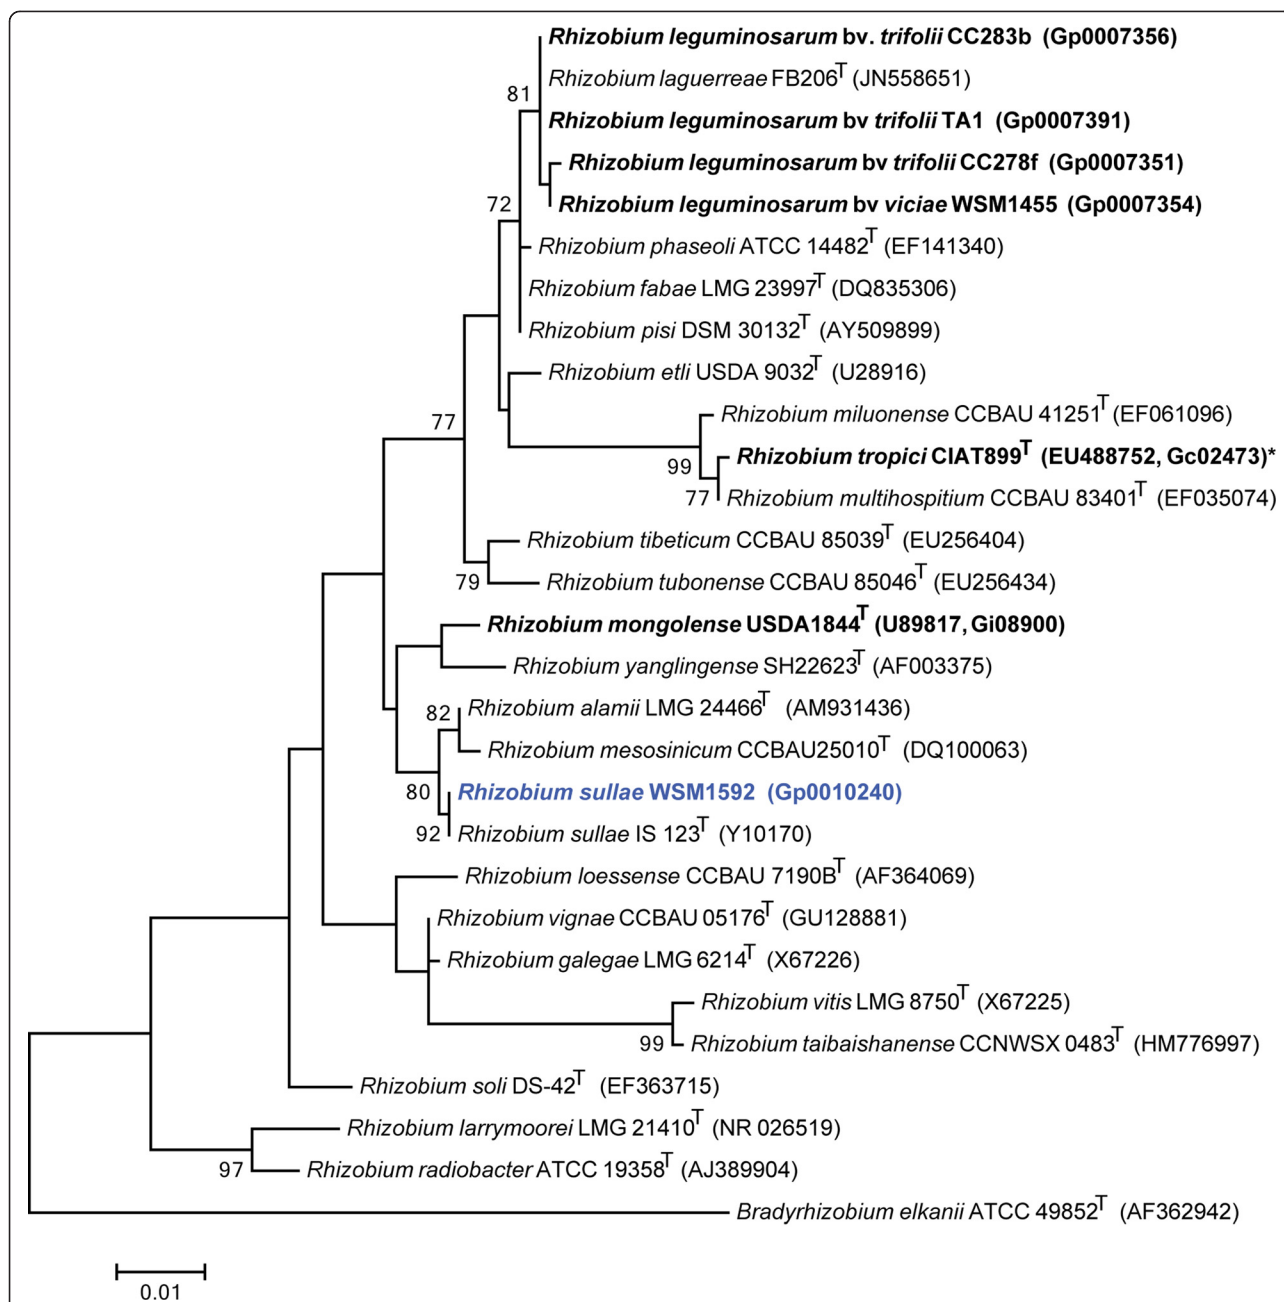 Rhizobium leguminosarum bv. trifolii CC283b (Gp0007356)
Rhizobium laguerreae FB206T (JN558651)
81
Rhizobium leguminosarum bv trifolii TA1 (Gp0007391)
Rhizobium leguminosarum bv trifolii CC278f (Gp0007351)
72
Rhizobium leguminosarum bv viciae WSM1455 (Gp0007354)
Rhizobium phaseoli ATCC 14482T (EF141340)
Rhizobium fabae LMG 23997T (DQ835306)
Rhizobium pisi DSM 30132T (AY509899)
Rhizobium etli USDA 9032T (U28916)
77
Rhizobium miluonense CCBAU 41251T (EF061096)
99
Rhizobium tropici CIAT899T (EU488752, Gc02473)*
77
Rhizobium multihospitium CCBAU 83401T (EF035074)
Rhizobium tibeticum CCBAU 85039T (EU256404)
79
Rhizobium tubonense CCBAU 85046T (EU256434)
Rhizobium mongolense USDA1844T (U89817, Gi08900)
Rhizobium yanglingense SH22623T (AF003375)
82
Rhizobium alamii LMG 24466T (AM931436)
Rhizobium mesosinicum CCBAU25010T (DQ100063)
80
Rhizobium sullae WSM1592 (Gp0010240)
92
Rhizobium sullae IS 123T (Y10170)
Rhizobium loessense CCBAU 7190BT (AF364069)
Rhizobium vignae CCBAU 05176T (GU128881)
Rhizobium galegae LMG 6214T (X67226)
Rhizobium vitis LMG 8750T (X67225)
99
Rhizobium taibaishanense CCNWSX 0483T (HM776997)
Rhizobium soli DS-42T (EF363715)
Rhizobium larrymoorei LMG 21410T (NR 026519)
97
Rhizobium radiobacter ATCC 19358T (AJ389904)
Bradyrhizobium elkanii ATCC 49852T (AF362942)
0.01